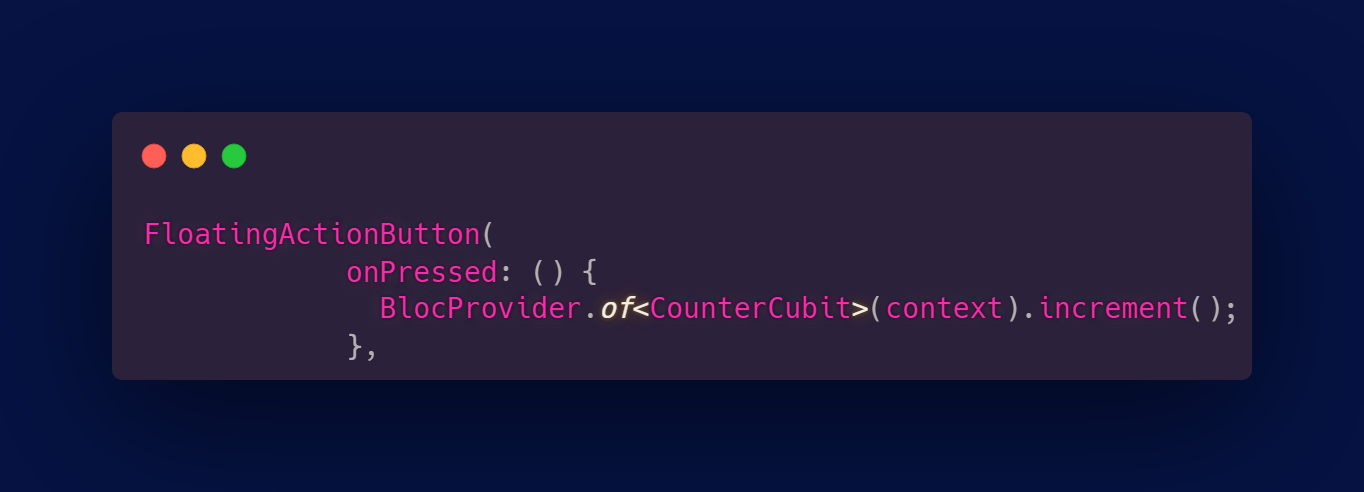 FloatingActionButton(
            onPressed: () {
              BlocProvider.of<CounterCubit>(context).increment();
            },